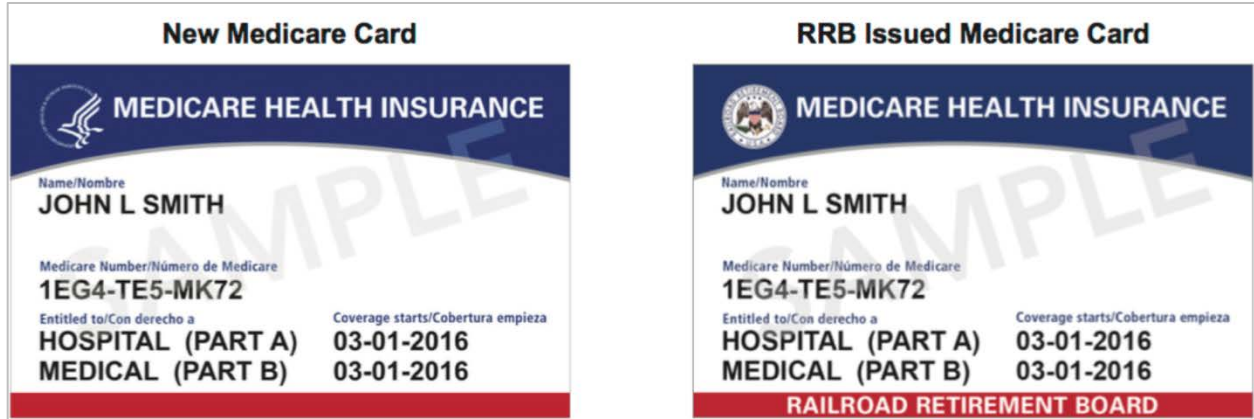 New Medicare Card
MEDICARE HEALTH INSURANCE
Name/Nombre
JOHN L SMITH
Medicare Number/Número de Medicare
1EG4-TE5-MK72
Entitled to/Con derecho a Coverage starts/Cobertura empieza
HOSPITAL (PART A) 03-01-2016
MEDICAL (PART B) 03-01-2016
SAMPLE
RRB Issued Medicare Card
MEDICARE HEALTH INSURANCE
Name/Nombre
JOHN L SMITH
Medicare Number/Número de Medicare
1EG4-TE5-MK72
Entitled to/Con derecho a Coverage starts/Cobertura empieza
HOSPITAL (PART A) 03-01-2016
MEDICAL (PART B) 03-01-2016
RAILROAD RETIREMENT BOARD
SAMPLE